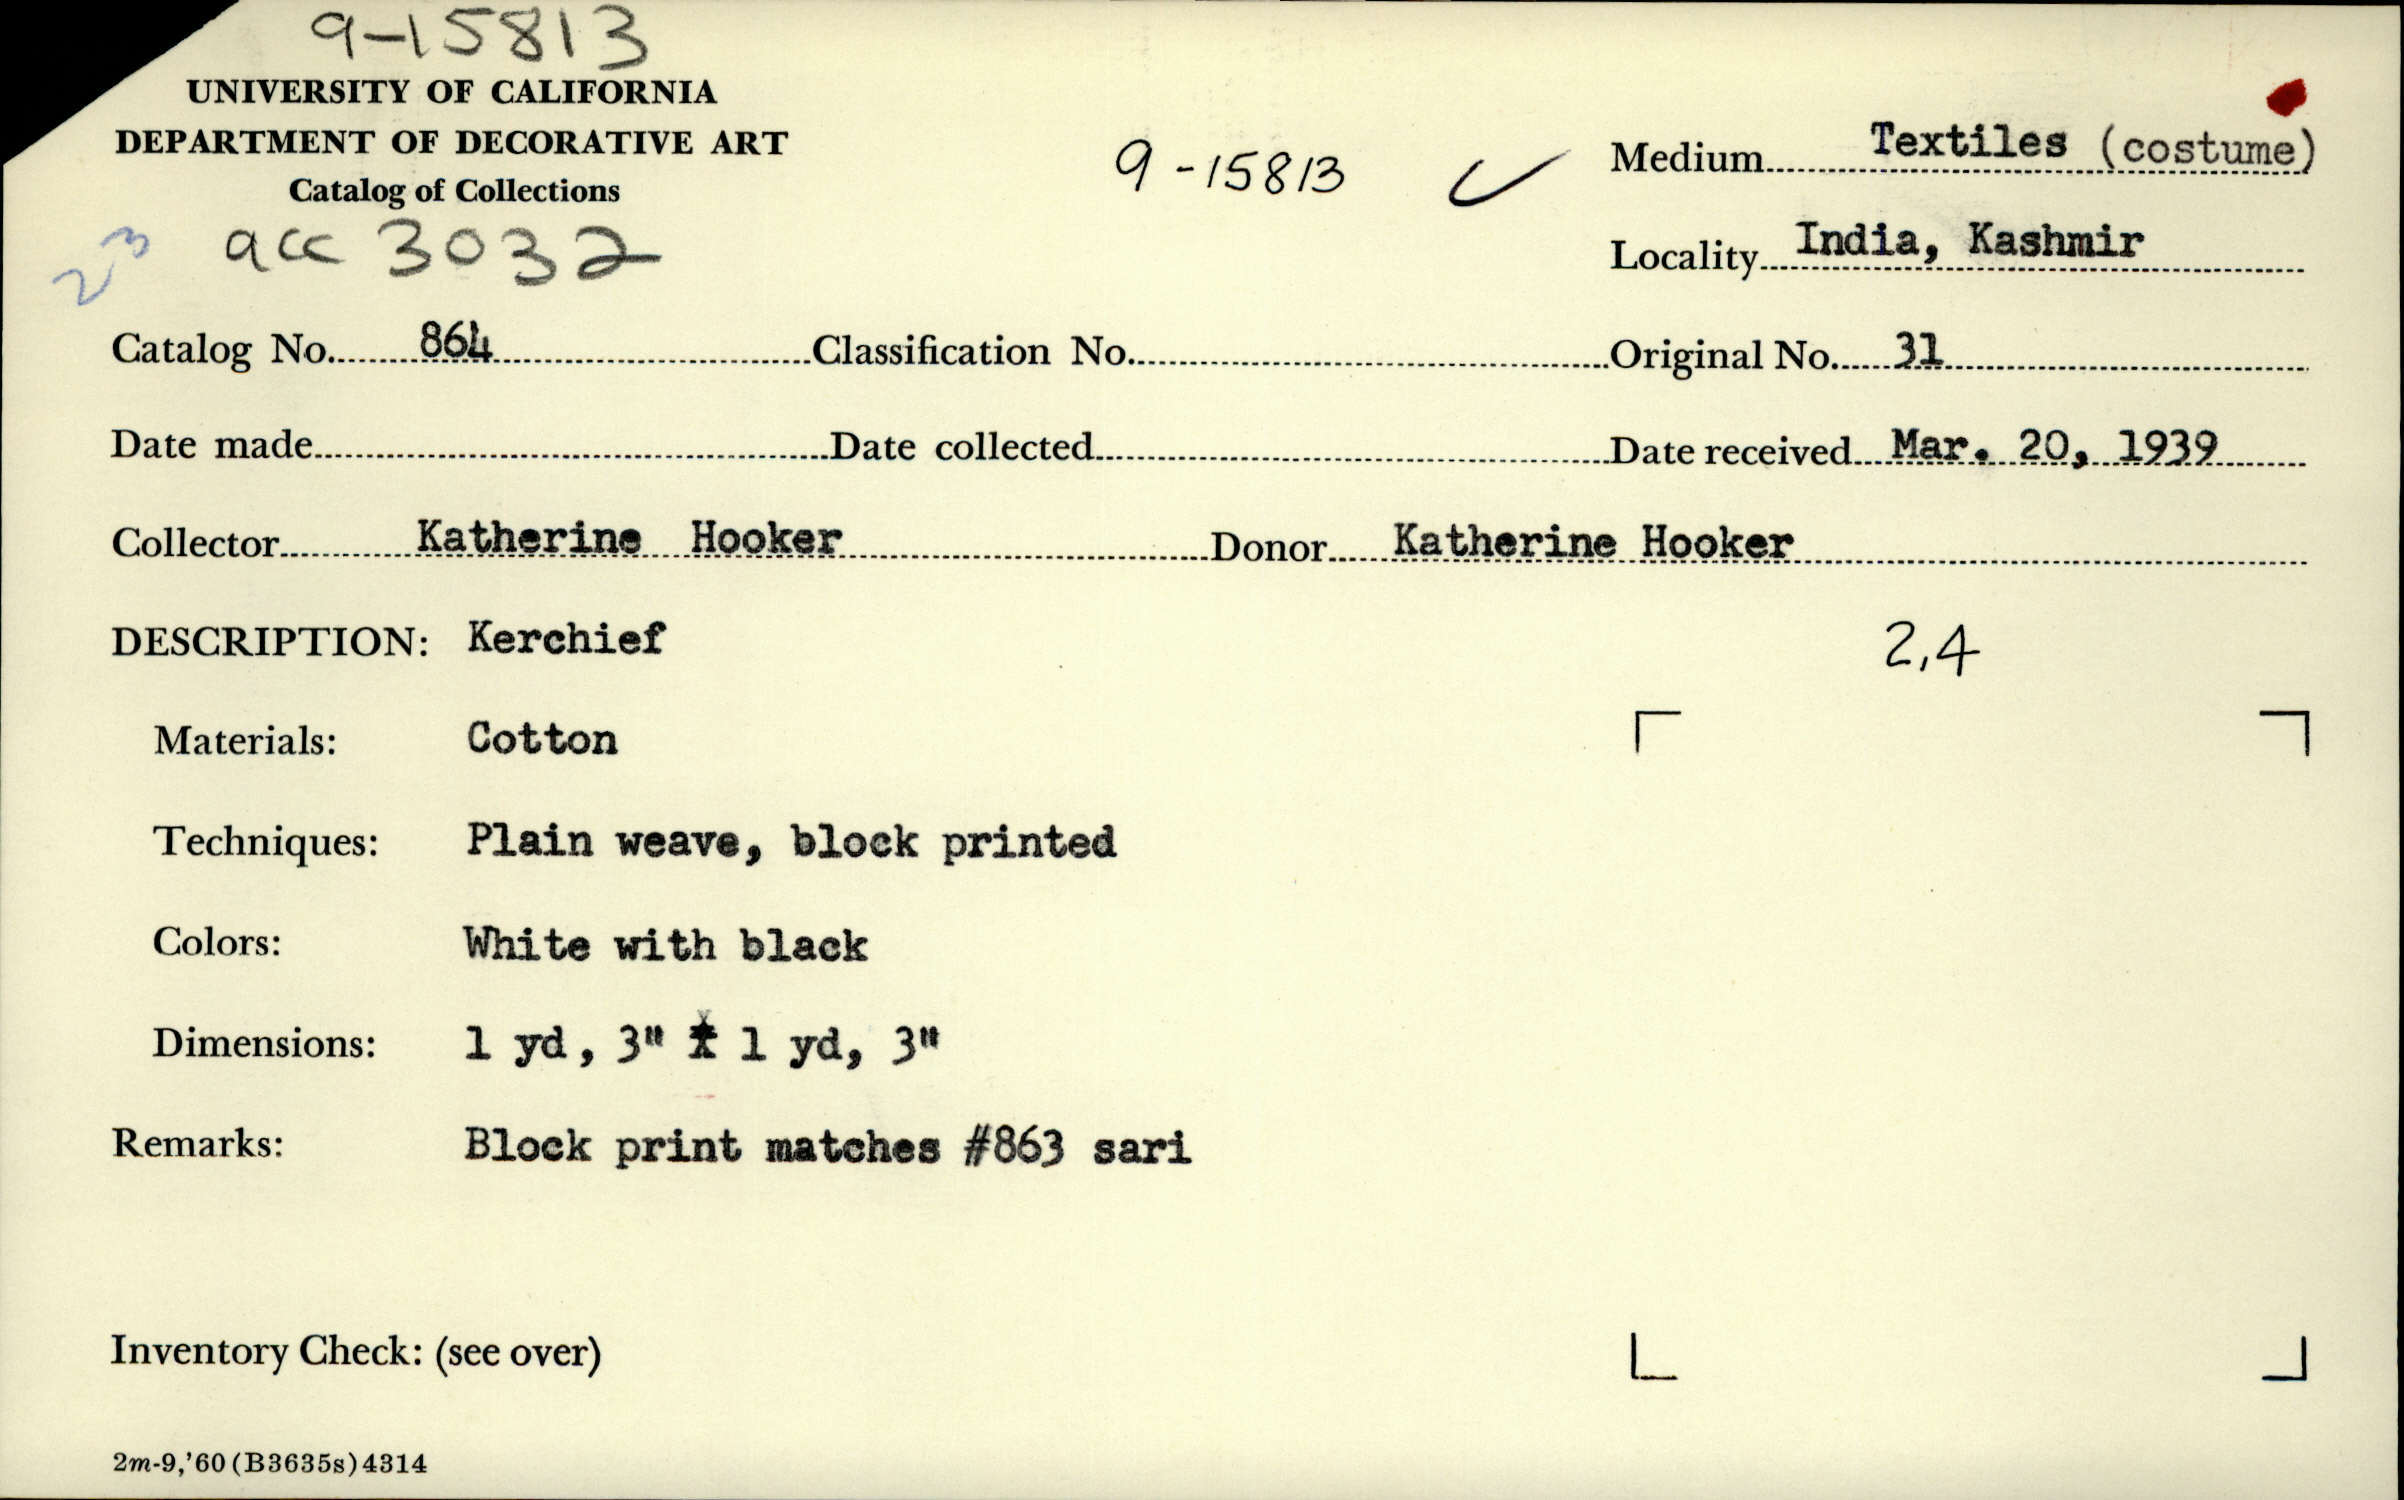 9-15813
UNIVERSITY OF CALIFORNIA
DEPARTMENT OF DECORATIVE ART
Catalog of Collections
23 acc 3032
9-15813
Medium Textiles (costume)
Locality India, Kashmir
Catalog No. 864 Classification No. Original No. 31
Date made Date collected Date received Mar. 20, 1939
Collector Katherine Hooker Donor Katherine Hooker
DESCRIPTION: Kerchief 2,4
Materials: Cotton
Techniques: Plain weave, block printed
Colors: White with black
Dimensions: 1 yd, 3" x 1 yd, 3"
Remarks: Block print matches #863 sari
Inventory Check: (see over)
2m-9,'60(B3635s)4314